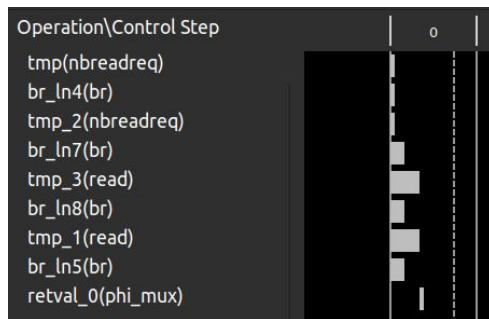 Operation\Control Step 0
tmp(nbreadreq)
br_ln4(br)
tmp_2(nbreadreq)
br_ln7(br)
tmp_3(read)
br_ln8(br)
tmp_1(read)
br_ln5(br)
retval_0(phi_mux)